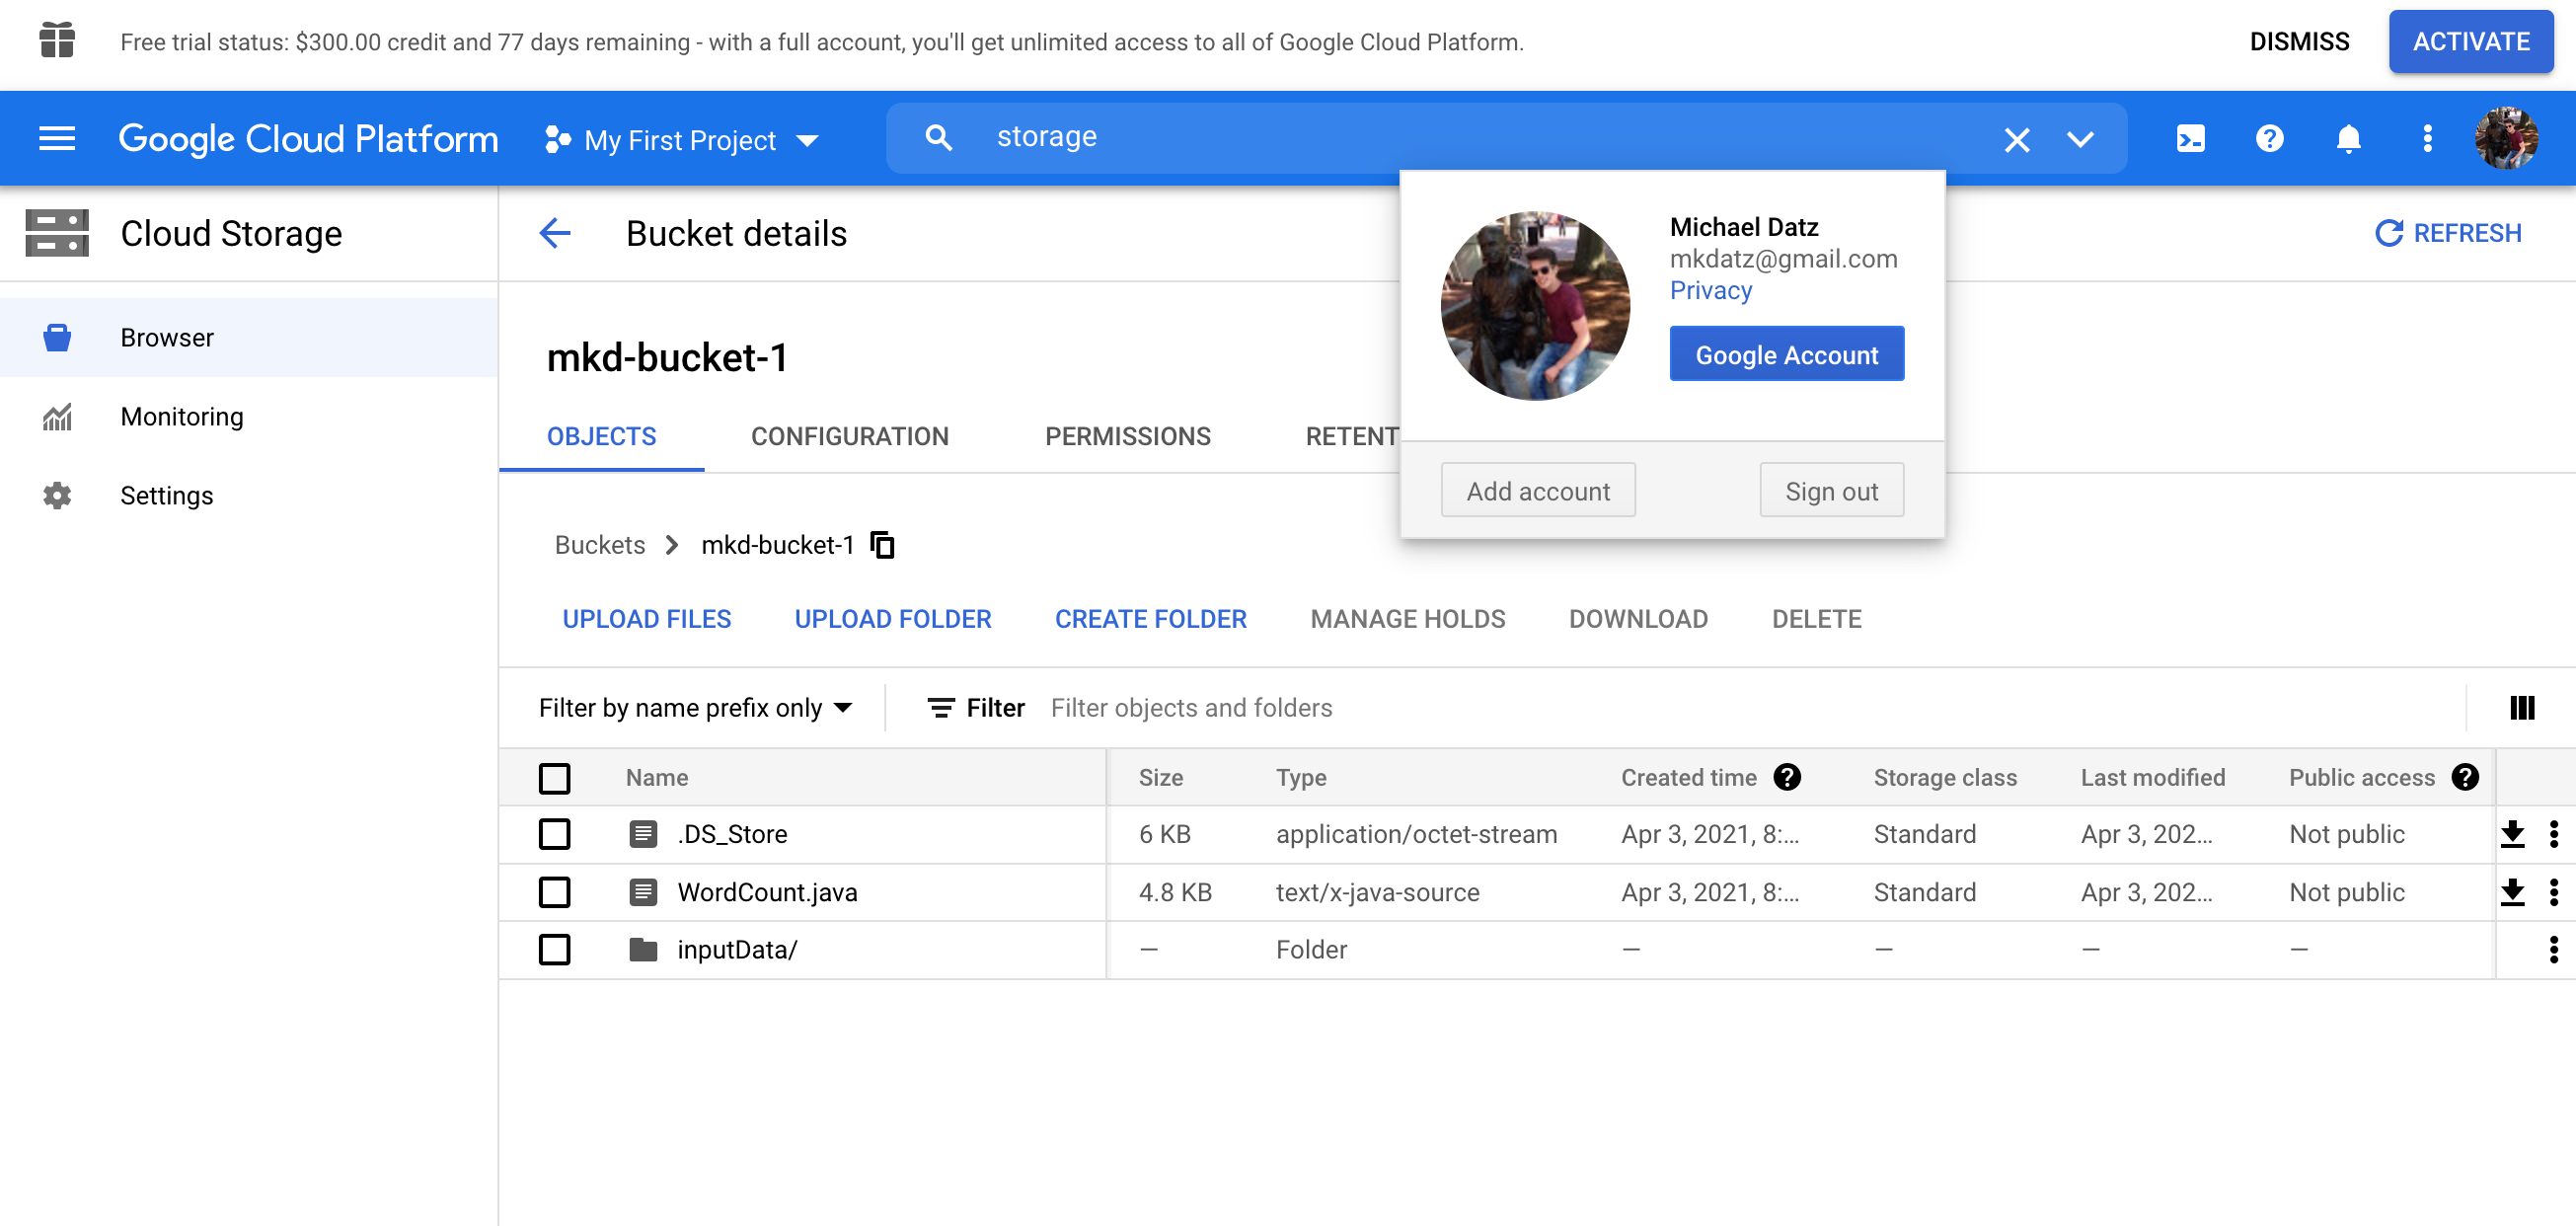 Free trial status: $300.00 credit and 77 days remaining - with a full account, you'll get unlimited access to all of Google Cloud Platform.
DISMISS
ACTIVATE
Google Cloud Platform
My First Project
storage
Cloud Storage
Bucket details
REFRESH
Michael Datz
mkdatz@gmail.com
Privacy
Google Account
Add account
Sign out
Browser
Monitoring
Settings
mkd-bucket-1
OBJECTS CONFIGURATION PERMISSIONS RETENT
Buckets > mkd-bucket-1
UPLOAD FILES UPLOAD FOLDER CREATE FOLDER MANAGE HOLDS DOWNLOAD DELETE
Filter by name prefix only Filter Filter objects and folders
Name Size Type Created time Storage class Last modified Public access
.DS_Store 6 KB application/octet-stream Apr 3, 2021, 8:... Standard Apr 3, 202... Not public
WordCount.java 4.8 KB text/x-java-source Apr 3, 2021, 8:... Standard Apr 3, 202... Not public
inputData/ — Folder — — — —